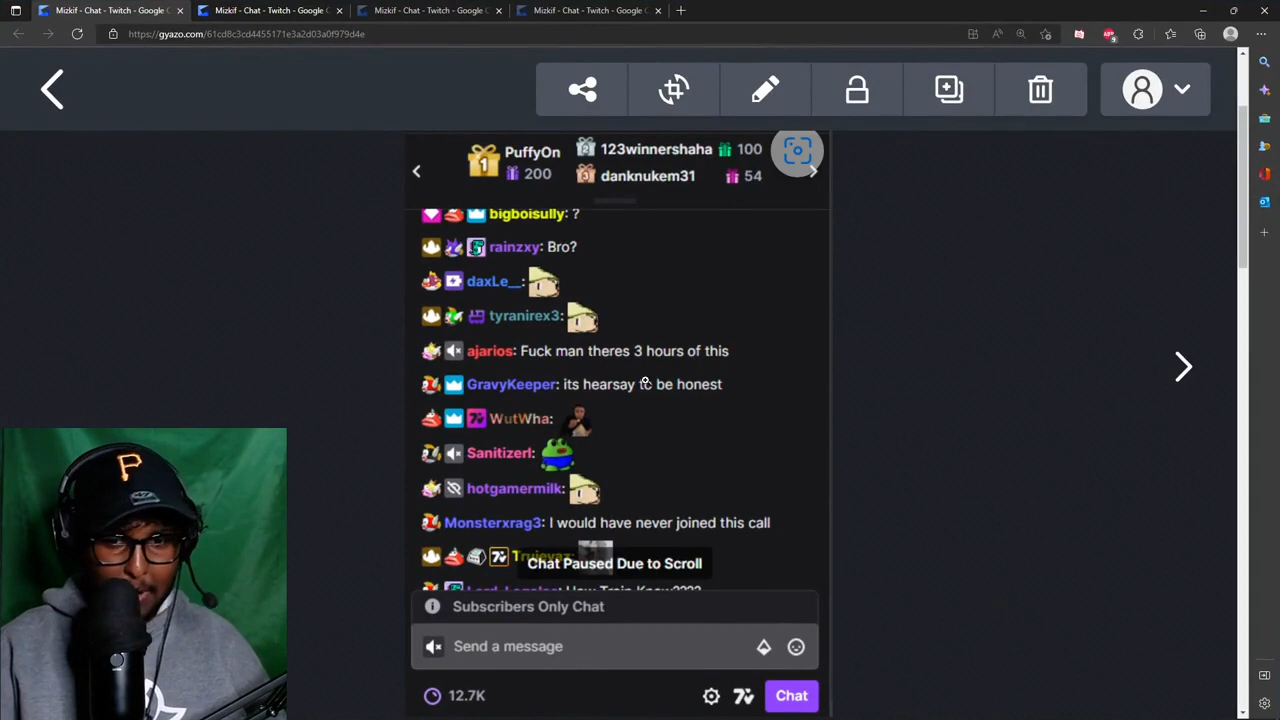 Mizkif - Chat - Twitch - Google C
Mizkif - Chat - Twitch - Google C
Mizkif - Chat - Twitch - Google C
Mizkif - Chat - Twitch - Google C
https://gyazo.com/61cd8c3cd4455171e3a2d03a0f979d4e
PuffyOn
200
123winnershaha 100
danknukem31 54
bigboisully: ?
rainzxy: Bro?
daxLe__:
tyranirex3:
ajarios: Fuck man theres 3 hours of this
GravyKeeper: its hearsay to be honest
WutWha:
Sanitizerl:
hotgamermilk:
Monsterxrag3: I would have never joined this call
Chat Paused Due to Scroll
Subscribers Only Chat
Send a message
12.7K
Chat
P